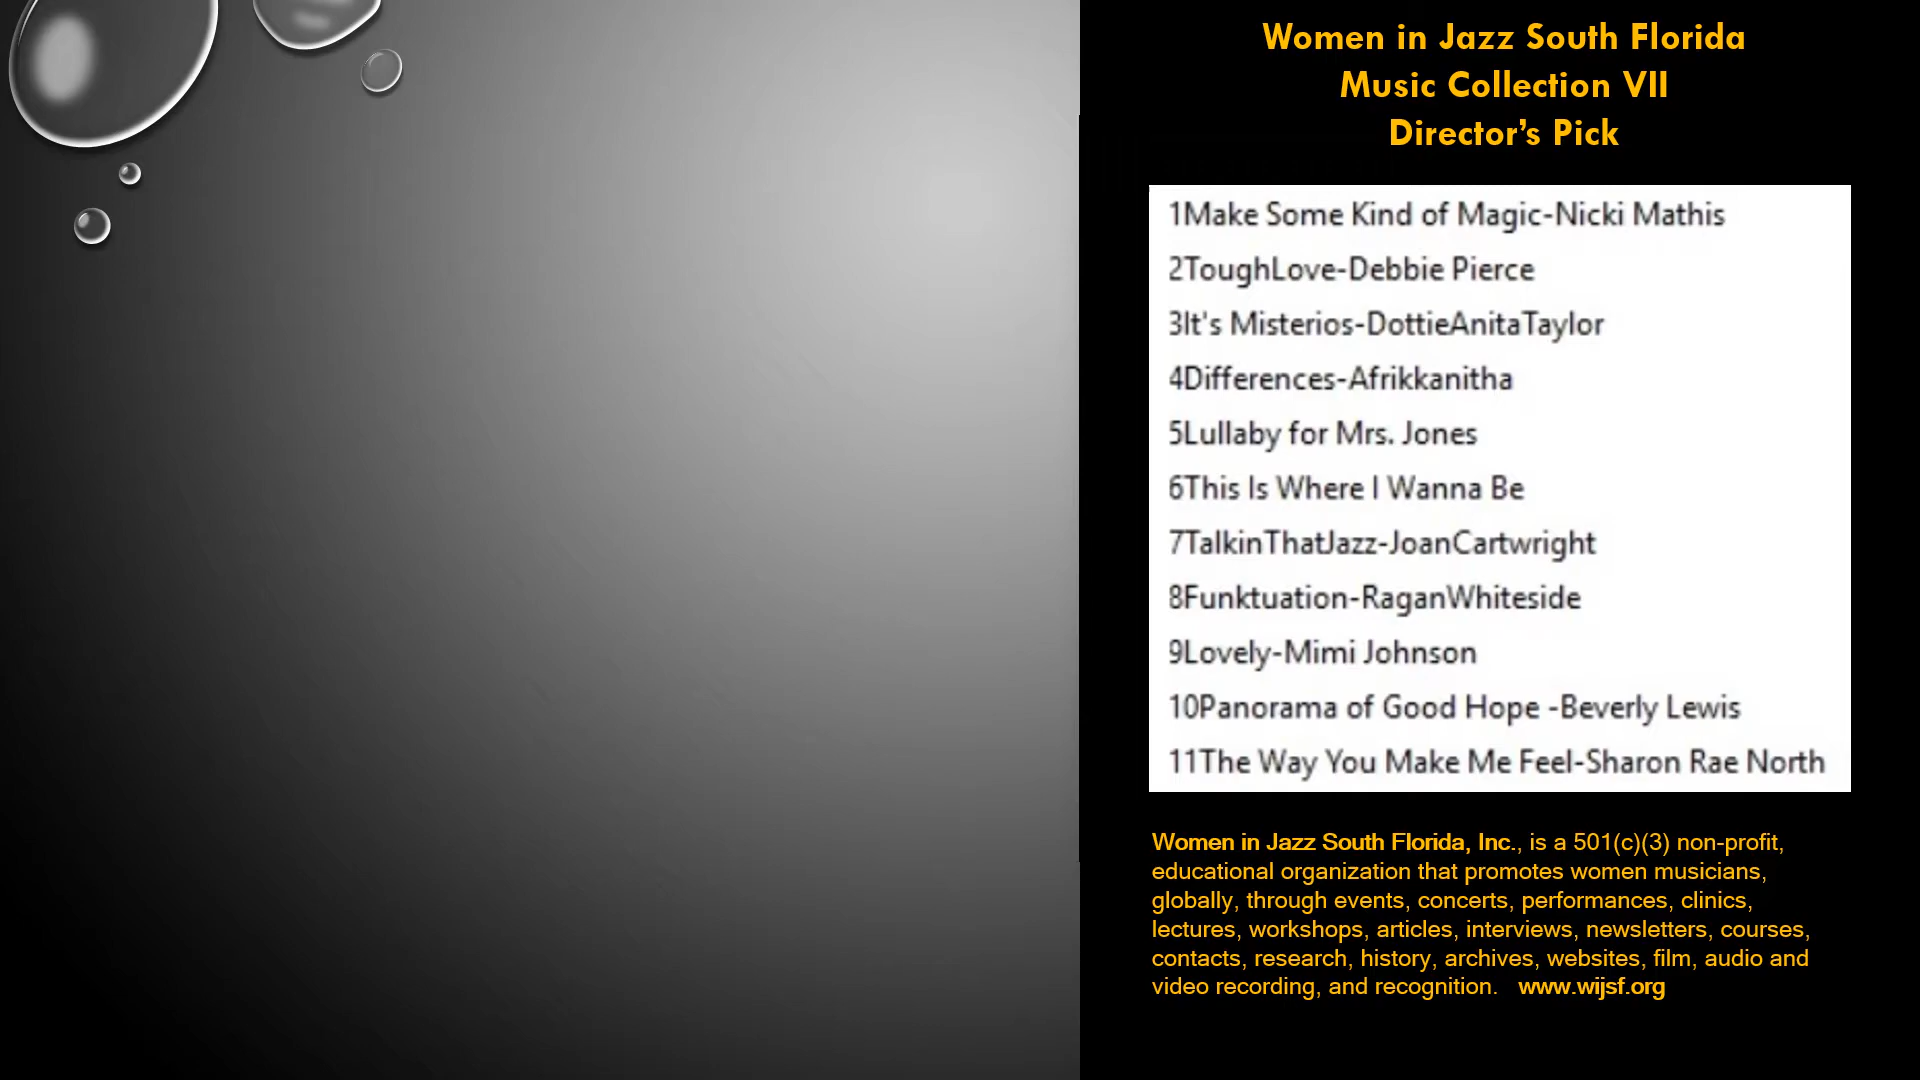 Women in Jazz South Florida
Music Collection VII
Director’s Pick
1Make Some Kind of Magic-Nicki Mathis
2ToughLove-Debbie Pierce
3It's Misterios-DottieAnitaTaylor
4Differences-Afrikkanitha
5Lullaby for Mrs. Jones
6This Is Where I Wanna Be
7TalkinThatJazz-JoanCartwright
8Funktuation-RaganWhiteside
9Lovely-Mimi Johnson
10Panorama of Good Hope -Beverly Lewis
11The Way You Make Me Feel-Sharon Rae North
Women in Jazz South Florida, Inc., is a 501(c)(3) non-profit,
educational organization that promotes women musicians,
globally, through events, concerts, performances, clinics,
lectures, workshops, articles, interviews, newsletters, courses,
contacts, research, history, archives, websites, film, audio and
video recording, and recognition. www.wijsf.org